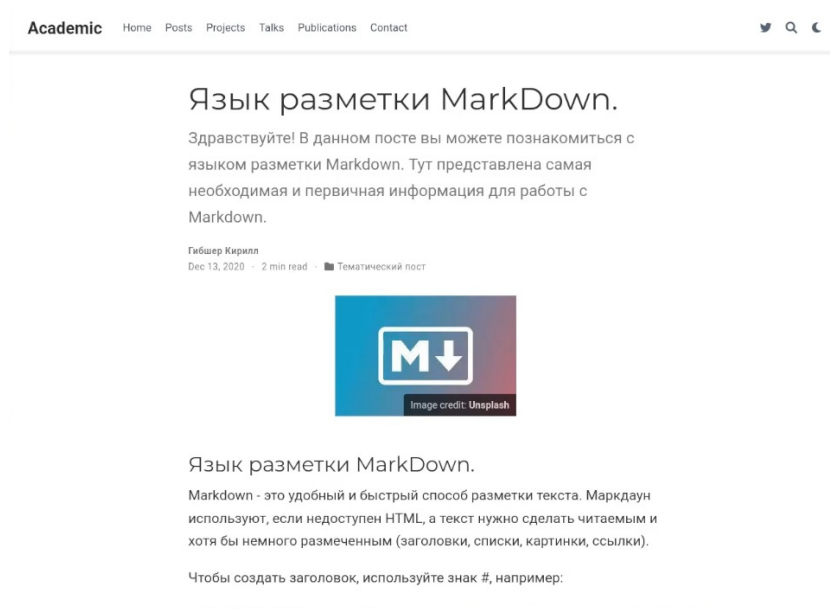 Academic Home Posts Projects Talks Publications Contact
Язык разметки MarkDown.
Здравствуйте! В данном посте вы можете познакомиться с
языком разметки Markdown. Тут представлена самая
необходимая и первичная информация для работы с
Markdown.
Гибшер Кирилл
Dec 13, 2020 · 2 min read · Тематический пост
M
Image credit: Unsplash
Язык разметки MarkDown.
Markdown - это удобный и быстрый способ разметки текста. Маркдаун
используют, если недоступен HTML, а текст нужно сделать читаемым и
хотя бы немного размеченным (заголовки, списки, картинки, ссылки).
Чтобы создать заголовок, используйте знак #, например: